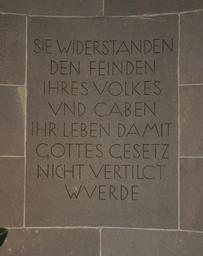 SIE WIDERSTANDEN
DEN FEINDEN
IHRES VOLKES
VND GABEN
IHR LEBEN DAMIT
GOTTES GESETZ
NICHT VERTILGT
WVERDE